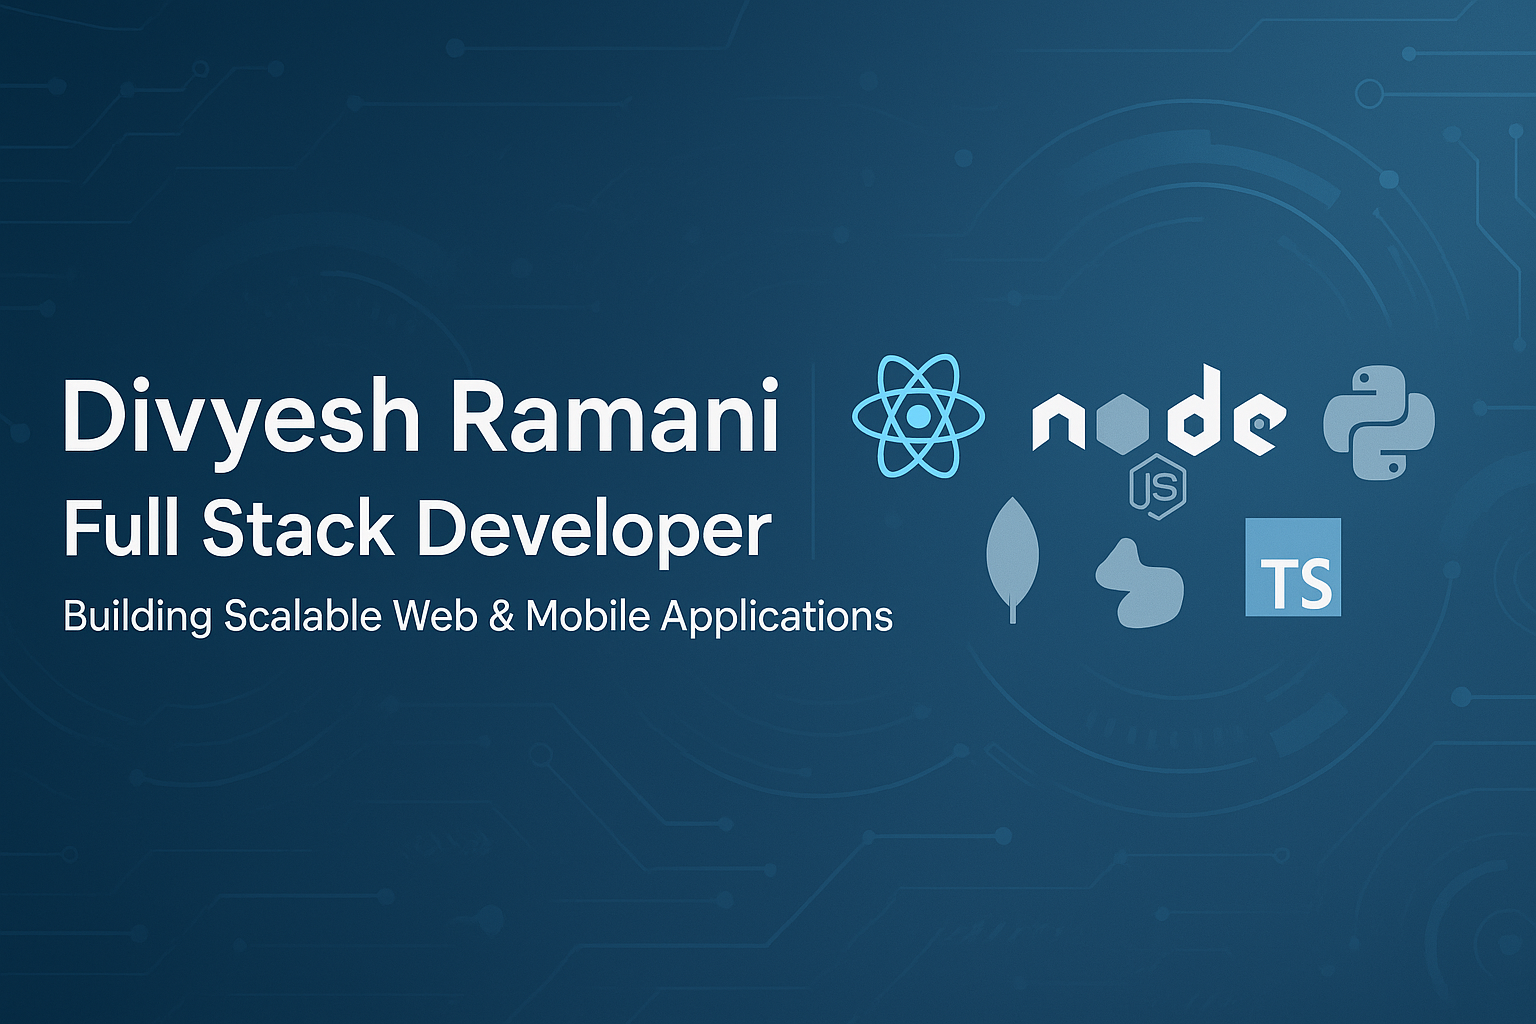 Divyesh Ramani
Full Stack Developer
Building Scalable Web & Mobile Applications
node
JS
TS